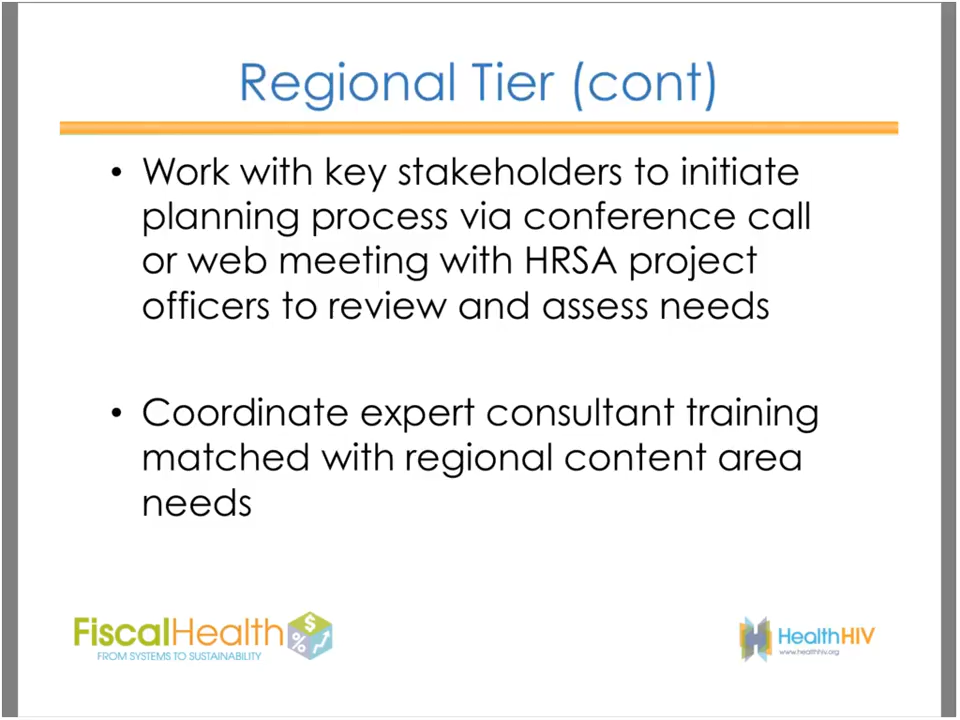 Regional Tier (cont)
• Work with key stakeholders to initiate
planning process via conference call
or web meeting with HRSA project
officers to review and assess needs
• Coordinate expert consultant training
matched with regional content area
needs
FiscalHealth
$
%
FROM SYSTEMS TO SUSTAINABILITY
HealthHIV
www.healthhiv.org